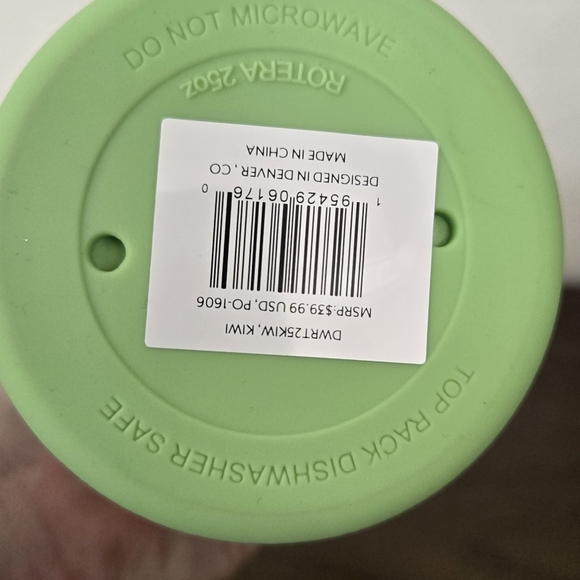 DO NOT MICROWAVE
ROTERA 25oz
DWRT25KIW, KIWI
MSRP:$39.99 USD, PO-1606
1 95429 06176 0
DESIGNED IN DENVER , CO
MADE IN CHINA
TOP RACK DISHWASHER SAFE